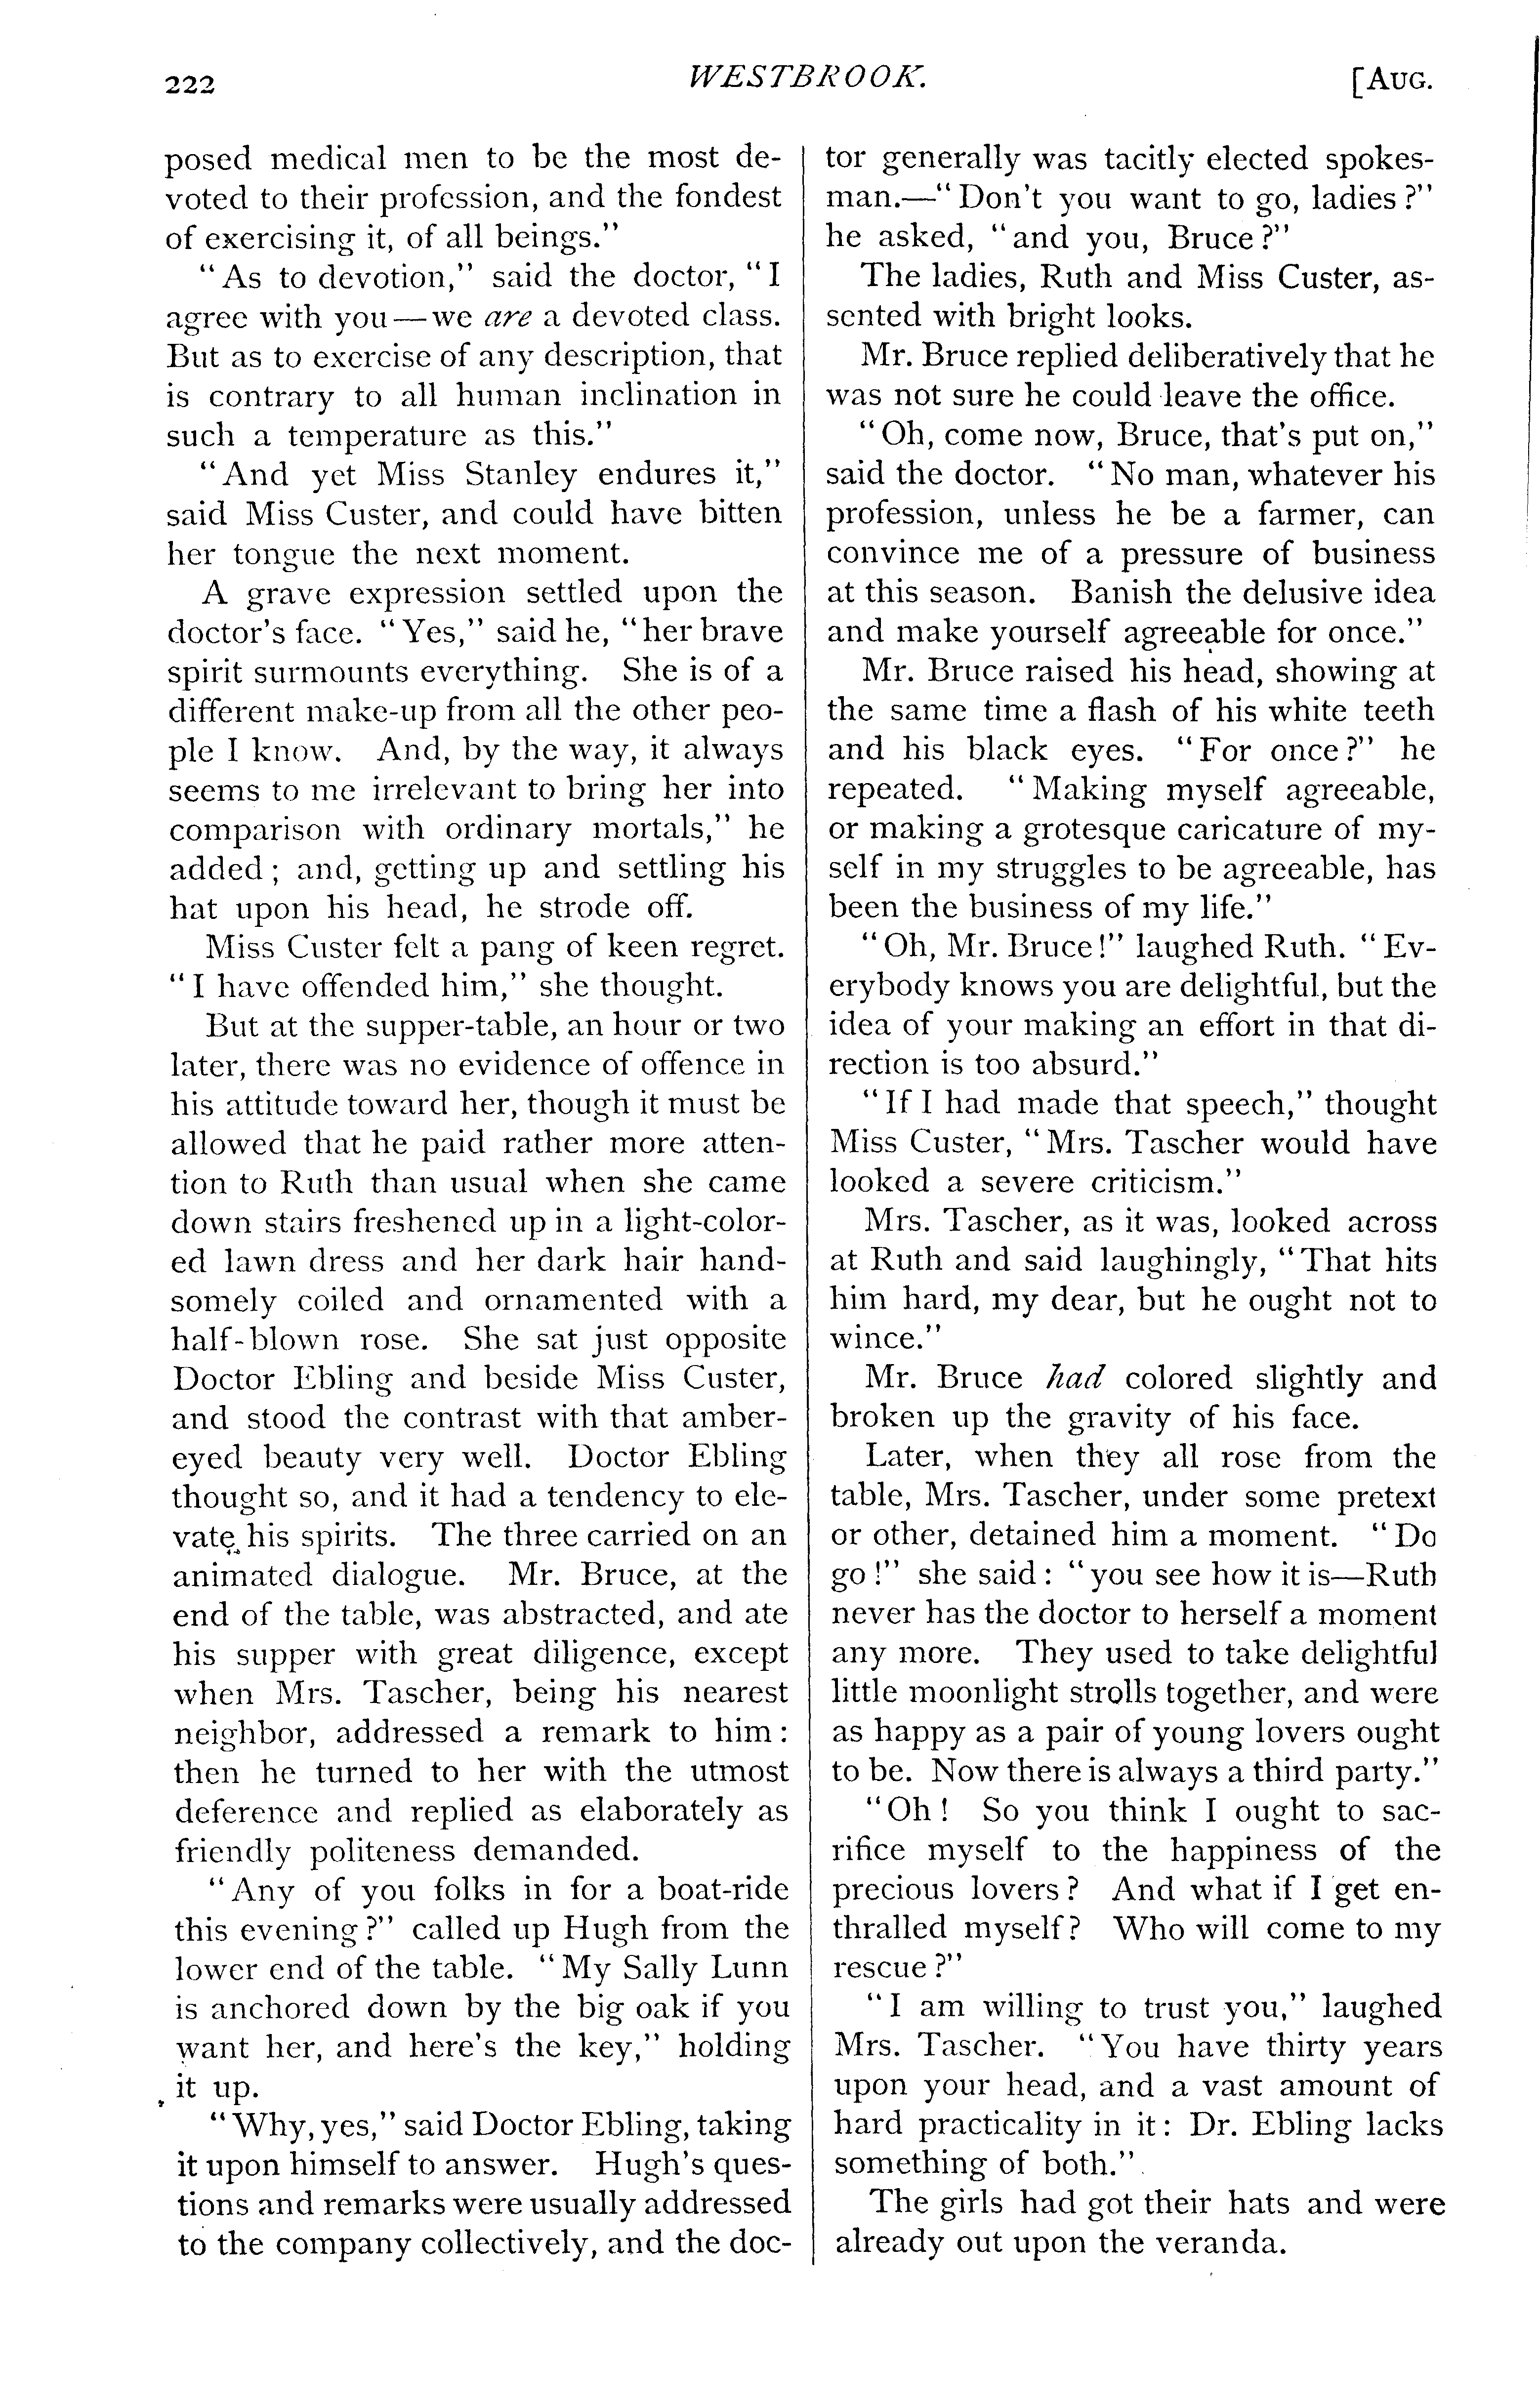 222
WESTBROOK.
[AUG.
posed medical men to be the most de-
voted to their profession, and the fondest
of exercising it, of all beings."
"As to devotion," said the doctor, "I
agree with you—we are a devoted class.
But as to exercise of any description, that
is contrary to all human inclination in
such a temperature as this."
"And yet Miss Stanley endures it,"
said Miss Custer, and could have bitten
her tongue the next moment.
A grave expression settled upon the
doctor's face. "Yes," said he, "her brave
spirit surmounts everything. She is of a
different make-up from all the other peo-
ple I know. And, by the way, it always
seems to me irrelevant to bring her into
comparison with ordinary mortals," he
added; and, getting up and settling his
hat upon his head, he strode off.
Miss Custer felt a pang of keen regret.
"I have offended him," she thought.
But at the supper-table, an hour or two
later, there was no evidence of offence in
his attitude toward her, though it must be
allowed that he paid rather more atten-
tion to Ruth than usual when she came
down stairs freshened up in a light-color-
ed lawn dress and her dark hair hand-
somely coiled and ornamented with a
half-blown rose. She sat just opposite
Doctor Ebling and beside Miss Custer,
and stood the contrast with that amber-
eyed beauty very well. Doctor Ebling
thought so, and it had a tendency to ele-
vate his spirits. The three carried on an
animated dialogue. Mr. Bruce, at the
end of the table, was abstracted, and ate
his supper with great diligence, except
when Mrs. Tascher, being his nearest
neighbor, addressed a remark to him:
then he turned to her with the utmost
deference and replied as elaborately as
friendly politeness demanded.
"Any of you folks in for a boat-ride
this evening?" called up Hugh from the
lower end of the table. "My Sally Lunn
is anchored down by the big oak if you
want her, and here's the key," holding
it up.
"Why, yes," said Doctor Ebling, taking
it upon himself to answer. Hugh's ques-
tions and remarks were usually addressed
to the company collectively, and the doc-
tor generally was tacitly elected spokes-
man.—"Don't you want to go, ladies?"
he asked, "and you, Bruce?"
The ladies, Ruth and Miss Custer, as-
sented with bright looks.
Mr. Bruce replied deliberatively that he
was not sure he could leave the office.
"Oh, come now, Bruce, that's put on,"
said the doctor. "No man, whatever his
profession, unless he be a farmer, can
convince me of a pressure of business
at this season. Banish the delusive idea
and make yourself agreeable for once."
Mr. Bruce raised his head, showing at
the same time a flash of his white teeth
and his black eyes. "For once?" he
repeated. "Making myself agreeable,
or making a grotesque caricature of my-
self in my struggles to be agreeable, has
been the business of my life."
"Oh, Mr. Bruce!" laughed Ruth. "Ev-
erybody knows you are delightful, but the
idea of your making an effort in that di-
rection is too absurd."
"If I had made that speech," thought
Miss Custer, "Mrs. Tascher would have
looked a severe criticism."
Mrs. Tascher, as it was, looked across
at Ruth and said laughingly, "That hits
him hard, my dear, but he ought not to
wince."
Mr. Bruce had colored slightly and
broken up the gravity of his face.
Later, when they all rose from the
table, Mrs. Tascher, under some pretext
or other, detained him a moment. "Do
go!" she said: "you see how it is—Ruth
never has the doctor to herself a moment
any more. They used to take delightful
little moonlight strolls together, and were
as happy as a pair of young lovers ought
to be. Now there is always a third party."
"Oh! So you think I ought to sac-
rifice myself to the happiness of the
precious lovers? And what if I get en-
thralled myself? Who will come to my
rescue?"
"I am willing to trust you," laughed
Mrs. Tascher. "You have thirty years
upon your head, and a vast amount of
hard practicality in it: Dr. Ebling lacks
something of both."
The girls had got their hats and were
already out upon the veranda.